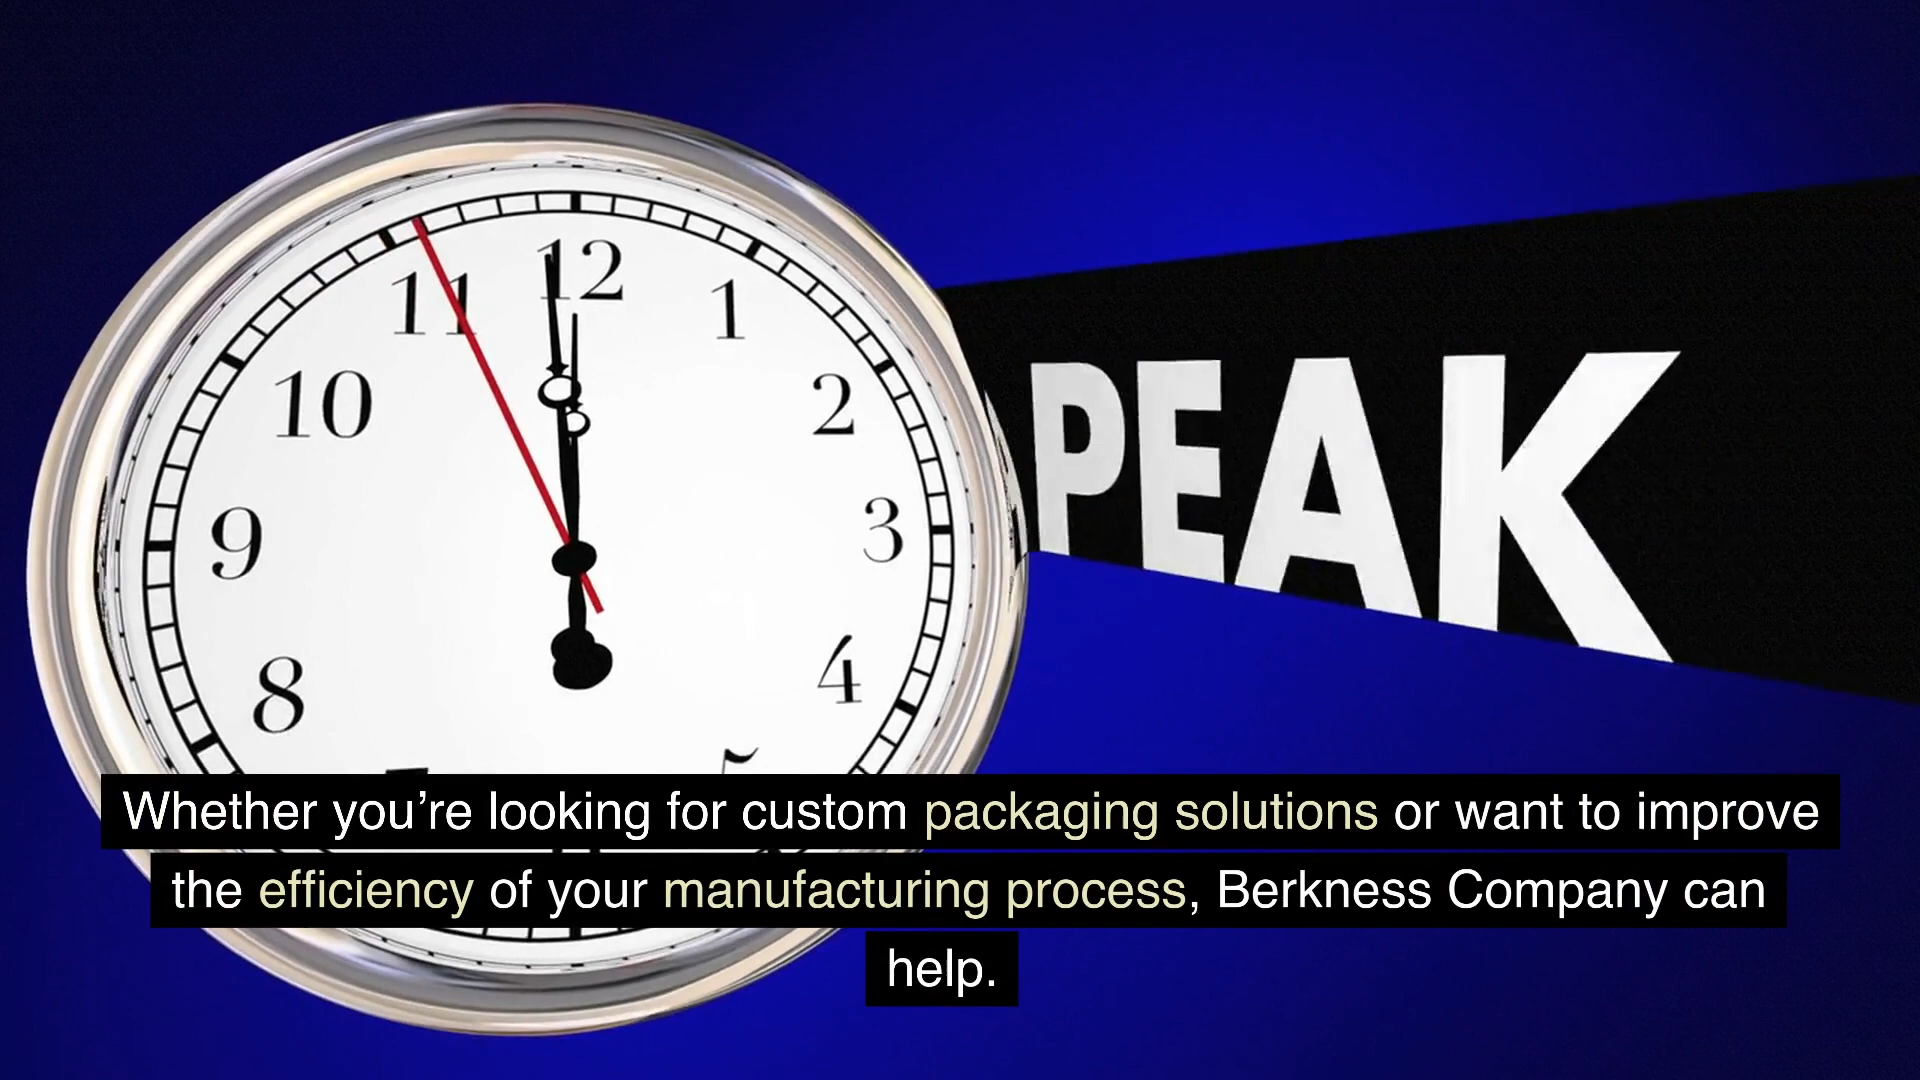 12
11
1
10
2
9
3
8
4
5
PEAK
Whether you’re looking for custom packaging solutions or want to improve
the efficiency of your manufacturing process, Berkness Company can
help.